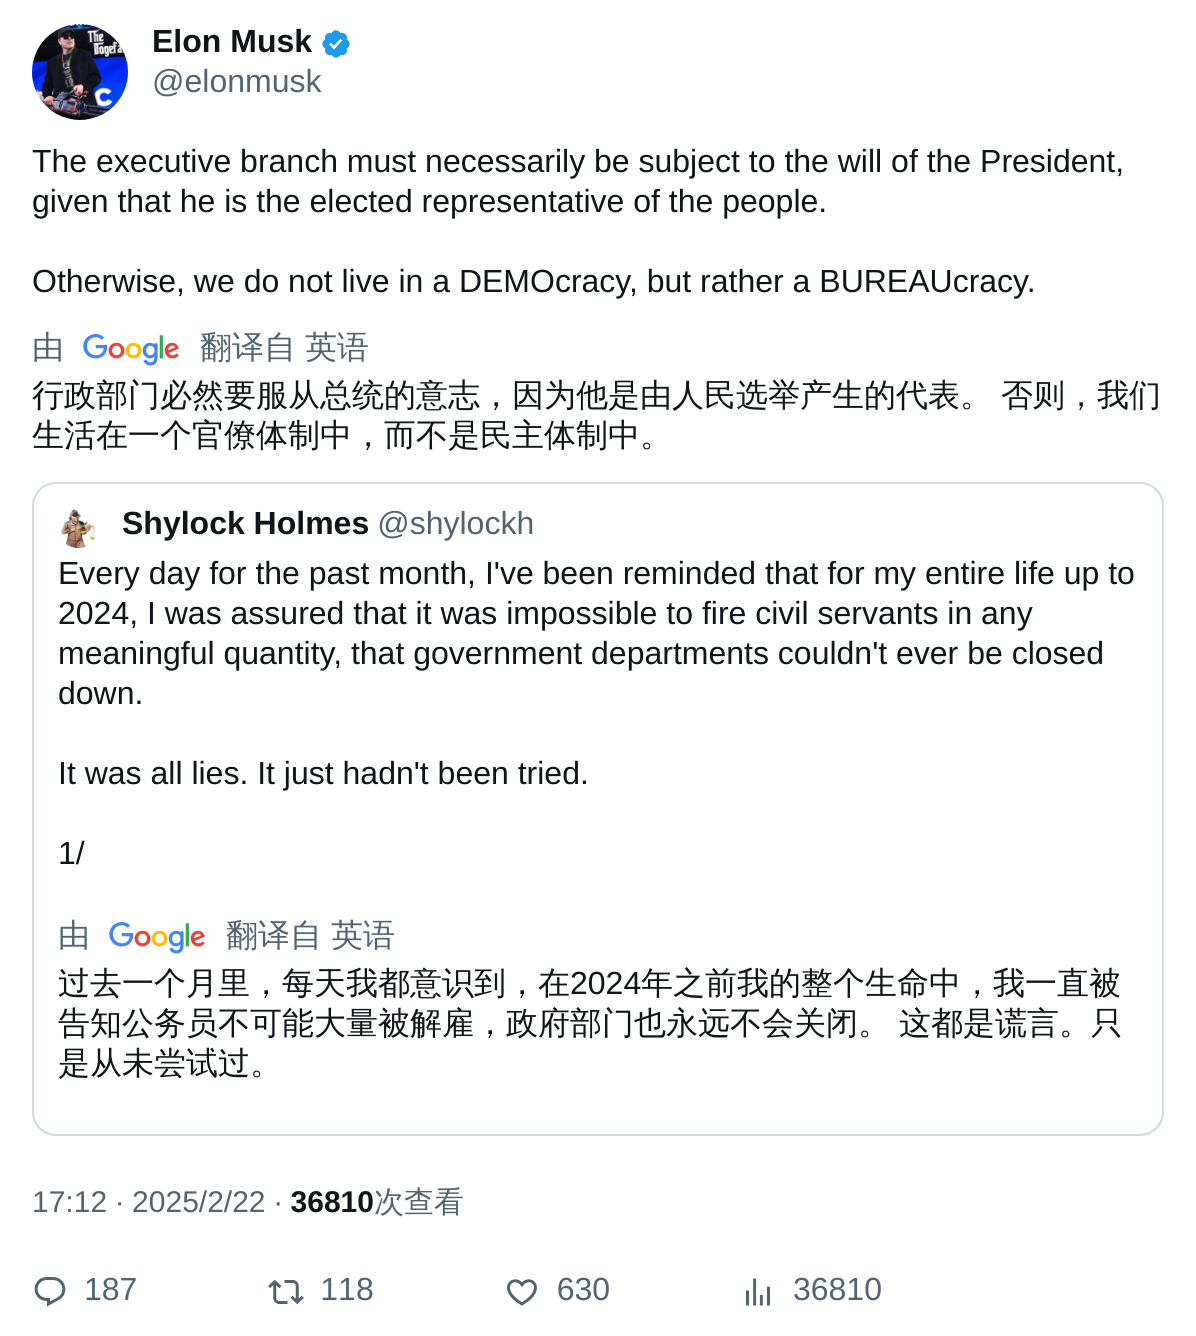 The
Dogefa
C
Elon Musk
@elonmusk
The executive branch must necessarily be subject to the will of the President,
given that he is the elected representative of the people.
Otherwise, we do not live in a DEMOcracy, but rather a BUREAUcracy.
由 Google 翻译自 英语
行政部门必然要服从总统的意志，因为他是由人民选举产生的代表。 否则，我们
生活在一个官僚体制中，而不是民主体制中。
Shylock Holmes @shylockh
Every day for the past month, I've been reminded that for my entire life up to
2024, I was assured that it was impossible to fire civil servants in any
meaningful quantity, that government departments couldn't ever be closed
down.
It was all lies. It just hadn't been tried.
1/
由 Google 翻译自 英语
过去一个月里，每天我都意识到，在2024年之前我的整个生命中，我一直被
告知公务员不可能大量被解雇，政府部门也永远不会关闭。 这都是谎言。只
是从未尝试过。
17:12 · 2025/2/22 · 36810次查看
187 118 630 36810